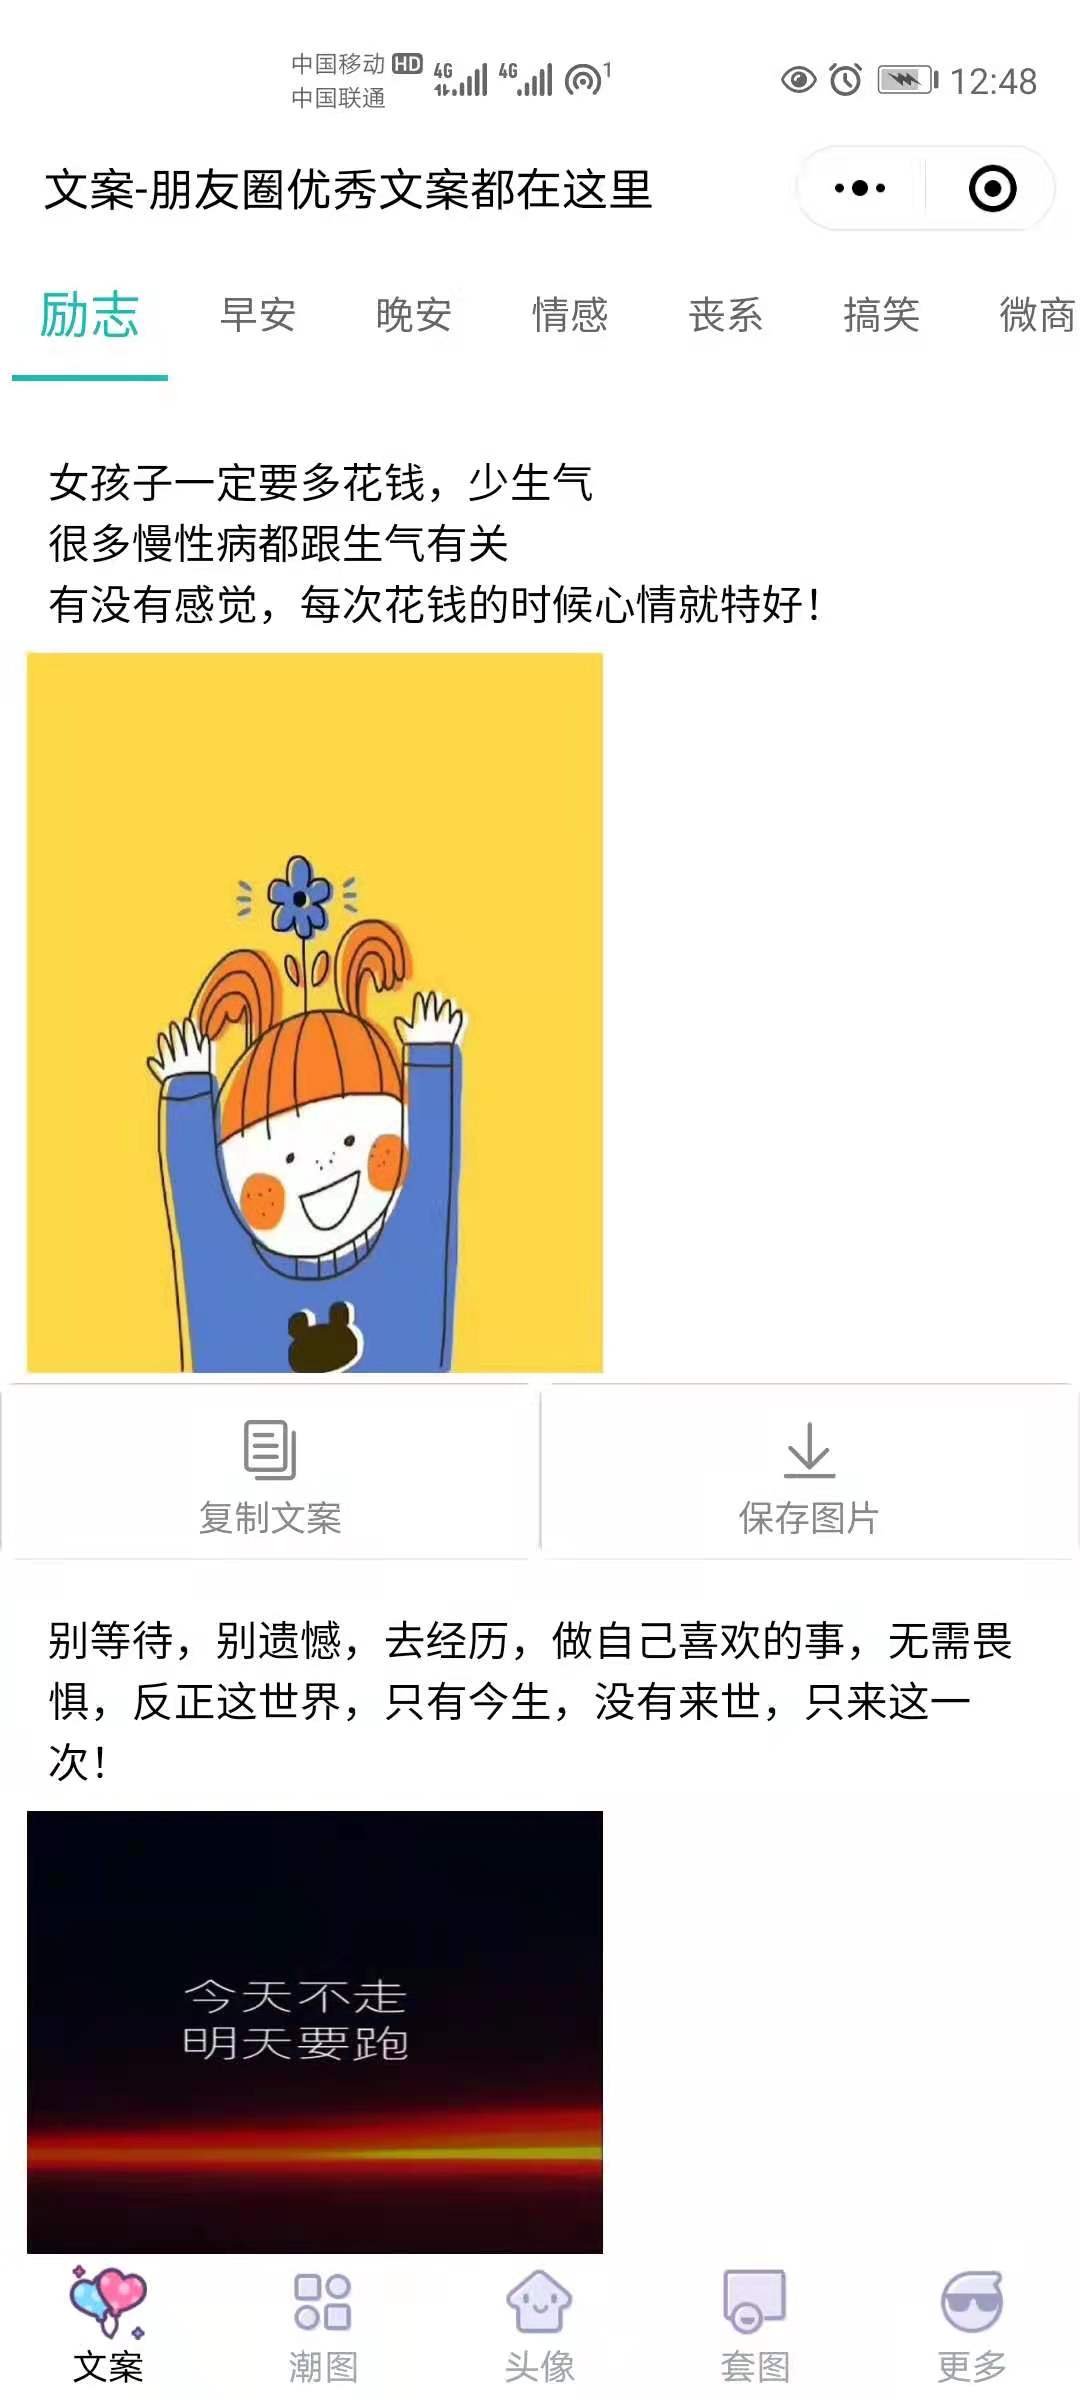 中国移动 HD 4G 4G 1 12:48
中国联通
文案-朋友圈优秀文案都在这里
励志 早安 晚安 情感 丧系 搞笑 微商
女孩子一定要多花钱，少生气
很多慢性病都跟生气有关
有没有感觉，每次花钱的时候心情就特好！
复制文案 保存图片
别等待，别遗憾，去经历，做自己喜欢的事，无需畏
惧，反正这世界，只有今生，没有来世，只来这一
次！
今天不走
明天要跑
文案 潮图 头像 套图 更多